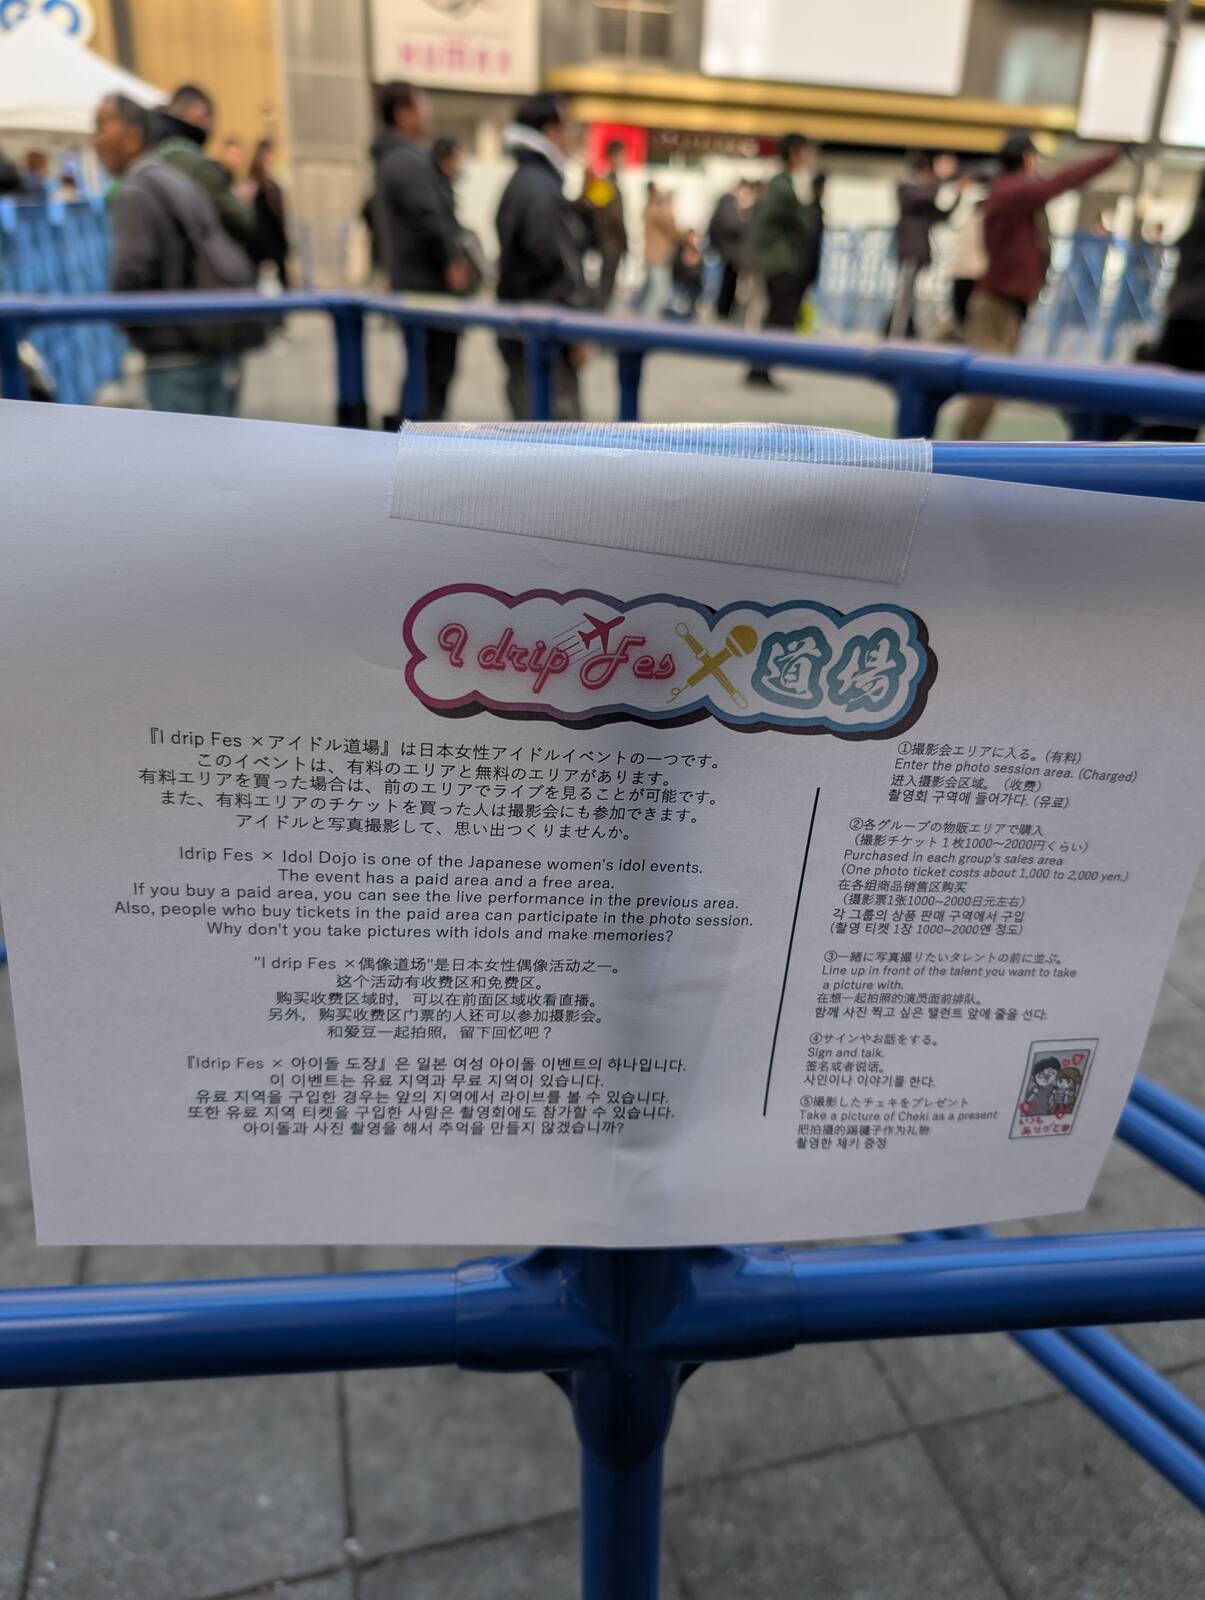 HUMAX
I drip Fes × 道場
『I drip Fes ×アイドル道場』は日本女性アイドルイベントの一つです。
このイベントは、有料のエリアと無料のエリアがあります。
有料エリアを買った場合は、前のエリアでライブを見ることが可能です。
また、有料エリアのチケットを買った人は撮影会にも参加できます。
アイドルと写真撮影して、思い出つくりませんか。
Idrip Fes × Idol Dojo is one of the Japanese women's idol events.
The event has a paid area and a free area.
If you buy a paid area, you can see the live performance in the previous area.
Also, people who buy tickets in the paid area can participate in the photo session.
Why don't you take pictures with idols and make memories?
"I drip Fes ×偶像道场"是日本女性偶像活动之一。
这个活动有收费区和免费区。
购买收费区域时，可以在前面区域收看直播。
另外，购买收费区门票的人还可以参加摄影会。
和爱豆一起拍照，留下回忆吧？
『Idrip Fes × 아이돌 도장』은 일본 여성 아이돌 이벤트의 하나입니다.
이 이벤트는 유료 지역과 무료 지역이 있습니다.
유료 지역을 구입한 경우는 앞의 지역에서 라이브를 볼 수 있습니다.
또한 유료 지역 티켓을 구입한 사람은 촬영회에도 참가할 수 있습니다.
아이돌과 사진 촬영을 해서 추억을 만들지 않겠습니까?
①撮影会エリアに入る。（有料）
Enter the photo session area. (Charged)
进入摄影会区域。（收费）
촬영회 구역에 들어가다. (유료)
②各グループの物販エリアで購入
（撮影チケット１枚1000～2000円くらい）
Purchased in each group's sales area
(One photo ticket costs about 1,000 to 2,000 yen.)
在各组商品销售区购买
（摄影票1张1000~2000日元左右）
각 그룹의 상품 판매 구역에서 구입
(촬영 티켓 1장 1000~2000엔 정도)
③一緒に写真撮りたいタレントの前に並ぶ。
Line up in front of the talent you want to take
a picture with.
在想一起拍照的演员面前排队。
함께 사진 찍고 싶은 탤런트 앞에 줄을 선다.
④サインやお話をする。
Sign and talk.
签名或者说话。
사인이나 이야기를 한다.
⑤撮影したチェキをプレゼント
Take a picture of Cheki as a present
把拍摄的踢毽子作为礼物
촬영한 체키 증정
いつも
ありがとう